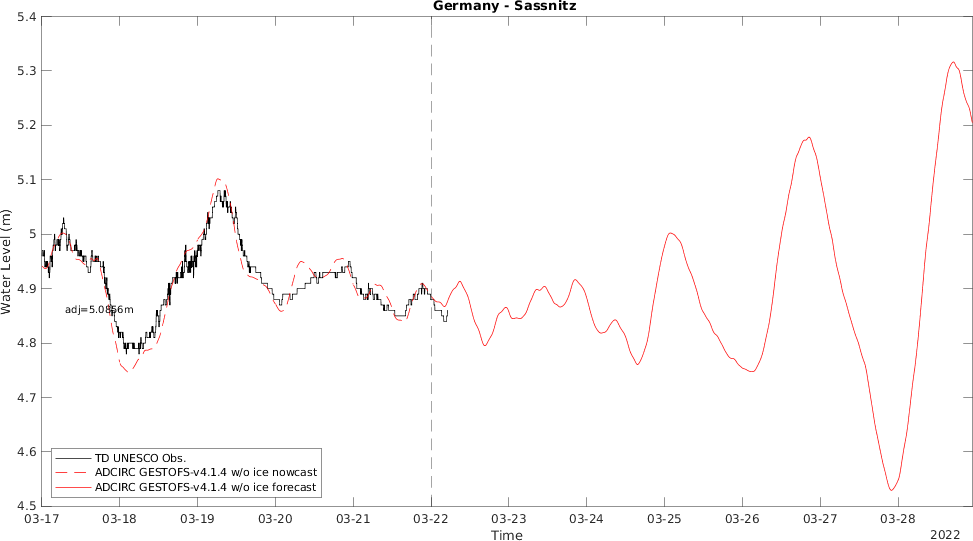 Germany - Sassnitz
Water Level (m)
5.4
5.3
5.2
5.1
5
4.9
4.8
4.7
4.6
4.5
adj=5.0856m
TD UNESCO Obs.
ADCIRC GESTOFS-v4.1.4 w/o ice nowcast
ADCIRC GESTOFS-v4.1.4 w/o ice forecast
03-17 03-18 03-19 03-20 03-21 03-22 03-23 03-24 03-25 03-26 03-27 03-28
Time
2022